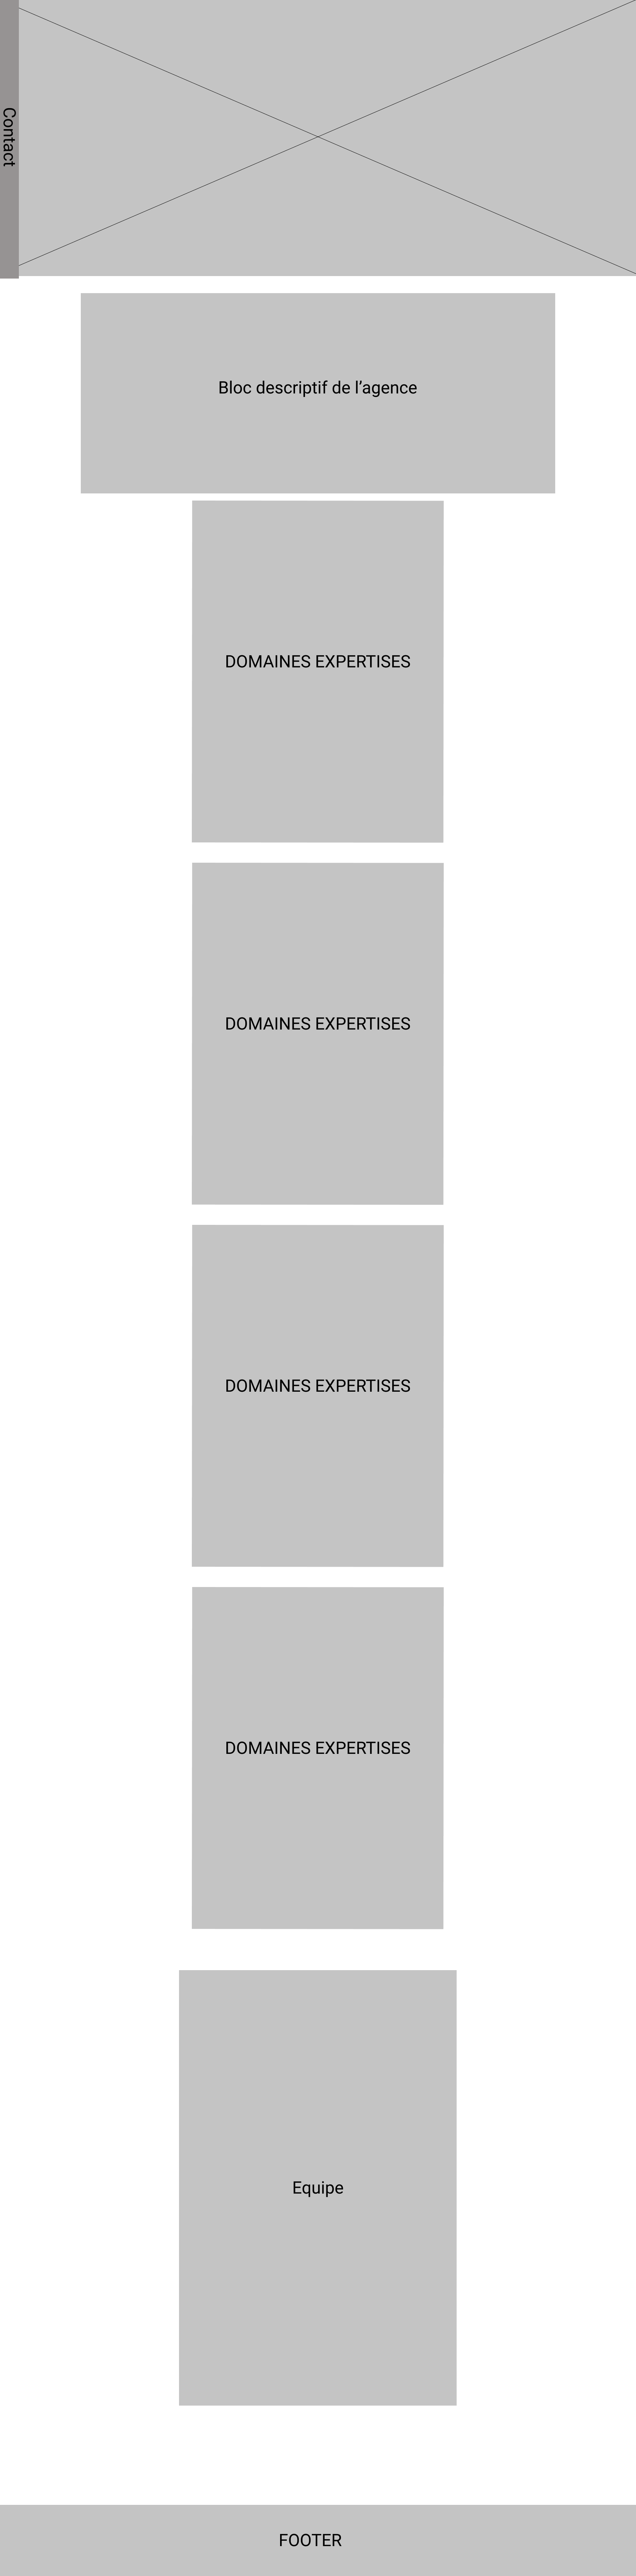 Contact
Bloc descriptif de l’agence
DOMAINES EXPERTISES
DOMAINES EXPERTISES
DOMAINES EXPERTISES
DOMAINES EXPERTISES
Equipe
FOOTER